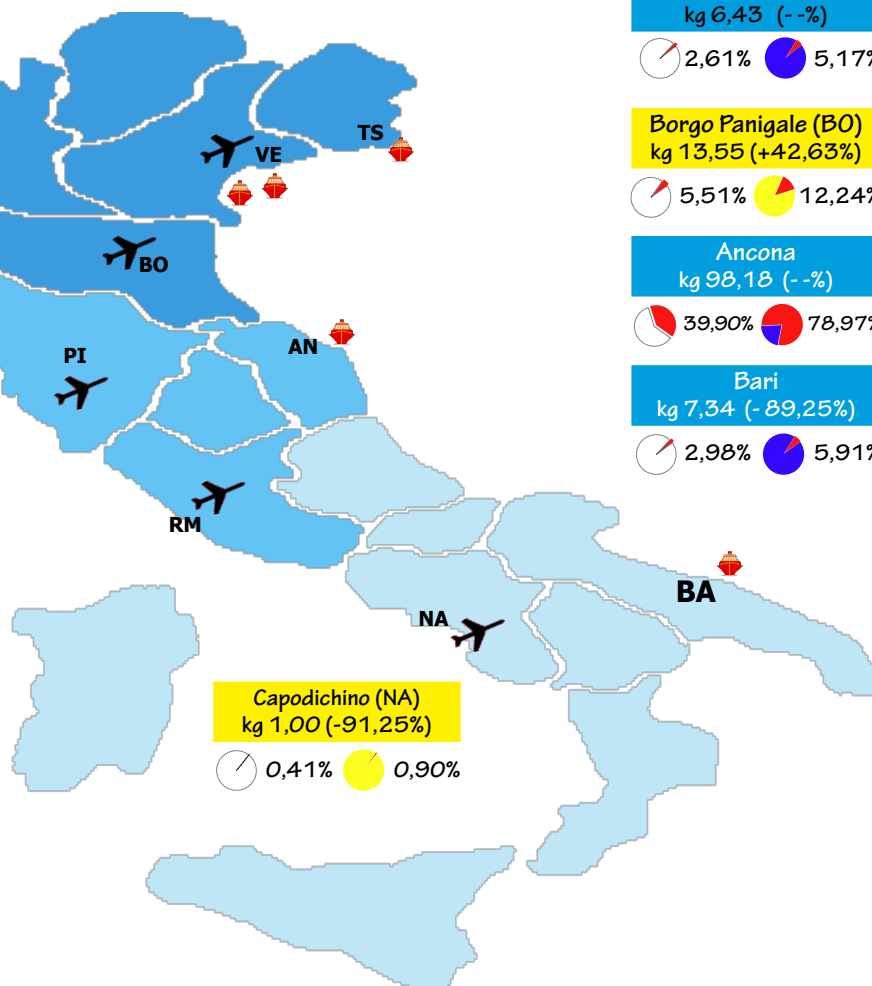 kg 6,43 (--%)
2,61% 5,17%
TS
VE
Borgo Panigale (BO)
kg 13,55 (+42,63%)
5,51% 12,24%
BO
Ancona
kg 98,18 (--%)
39,90% 78,97%
AN
PI
Bari
kg 7,34 (-89,25%)
2,98% 5,91%
RM
BA
NA
Capodichino (NA)
kg 1,00 (-91,25%)
0,41% 0,90%